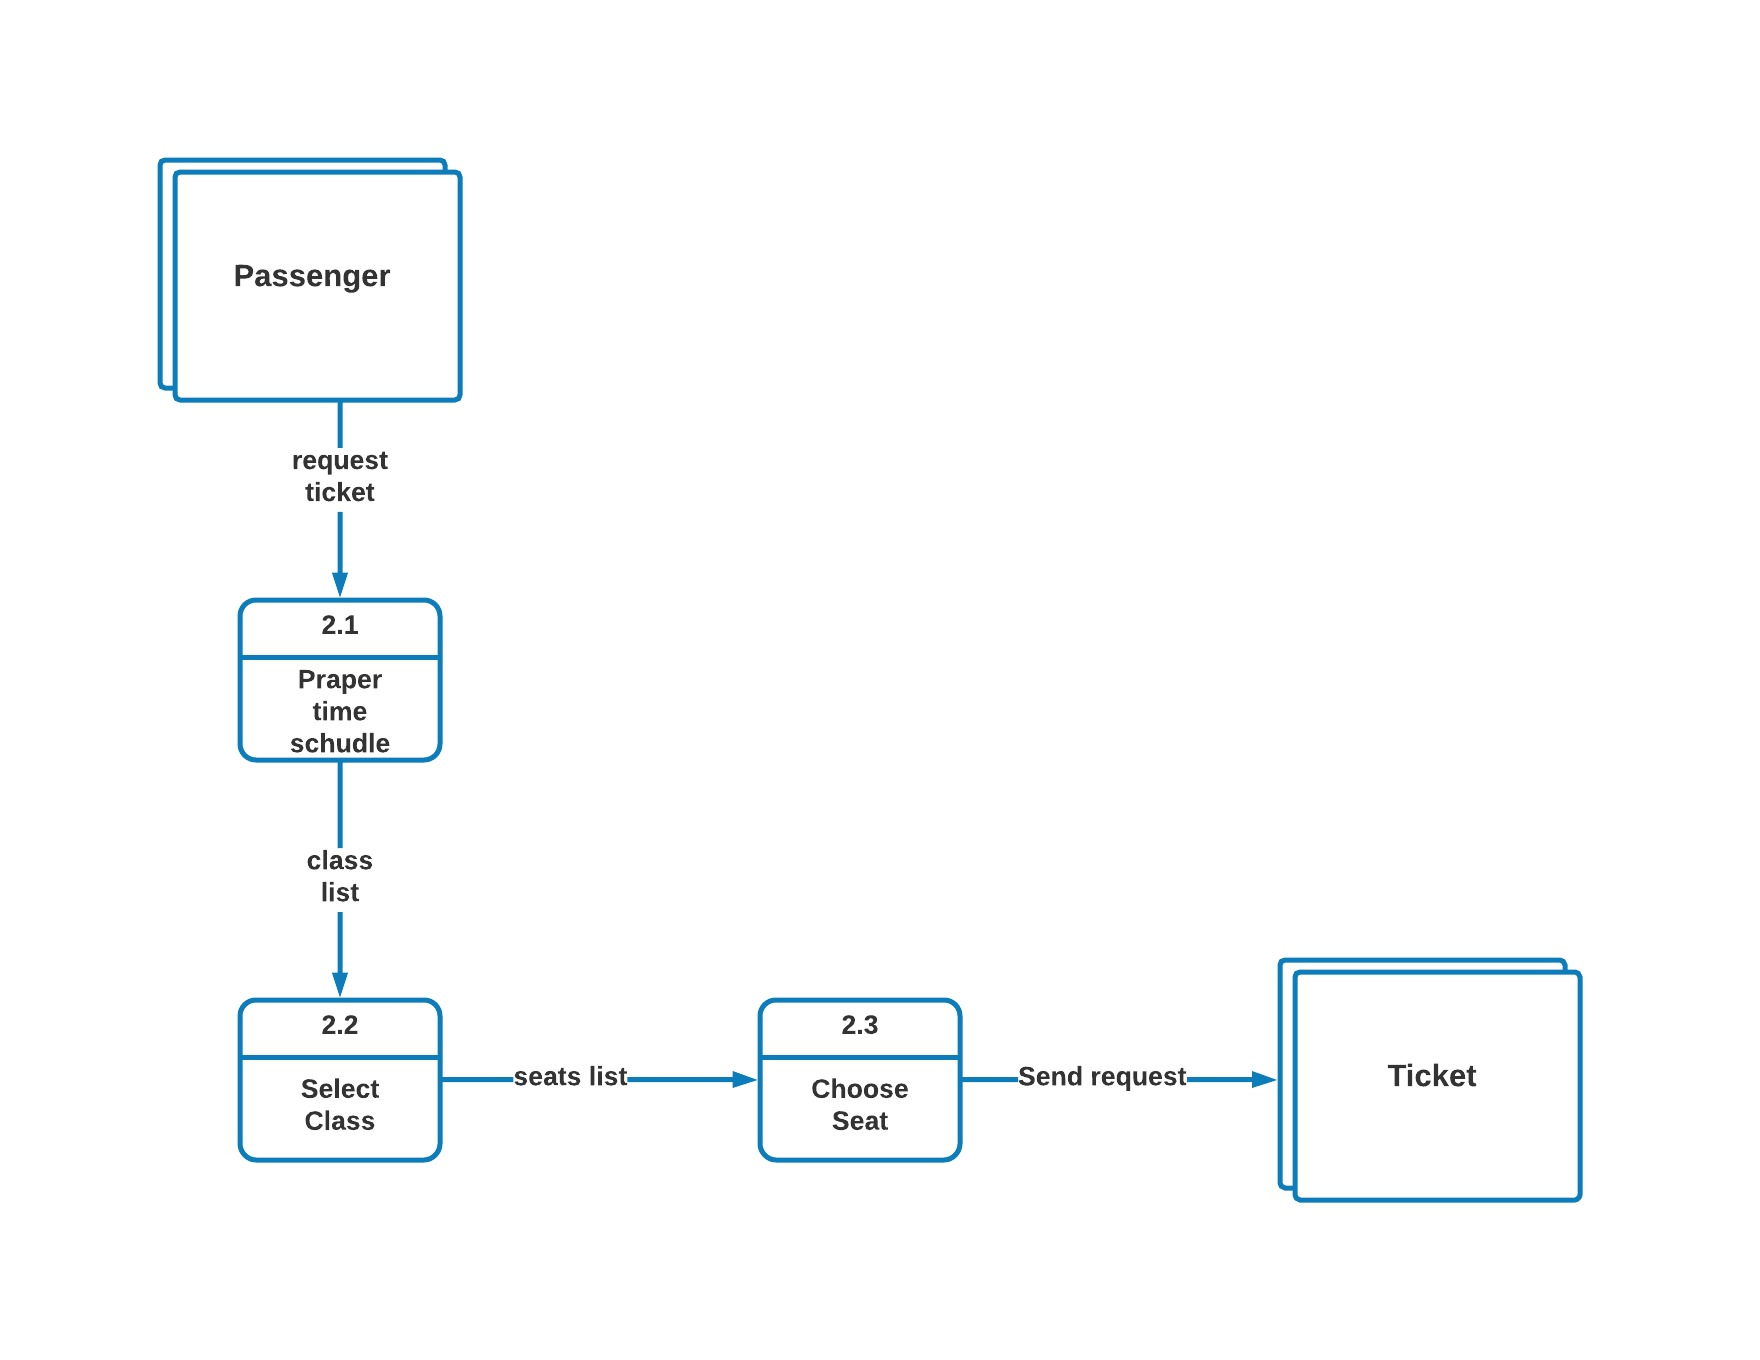 Passenger
request
ticket
2.1
Praper
time
schudle
class
list
2.2
Select
Class
seats list
2.3
Choose
Seat
Send request
Ticket